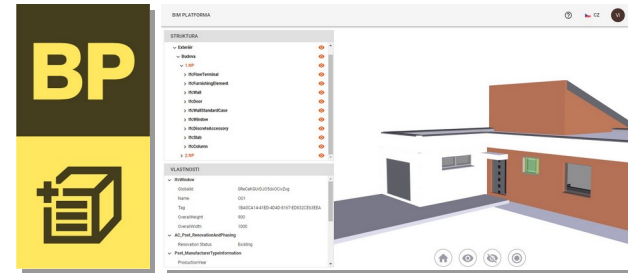 BP
BIM PLATFORMA
CZ
VI
STRUKTURA
Exteriér
Budova
1.NP
IfcFlowTerminal
IfcFurnishingElement
IfcWall
IfcDoor
IfcWallStandardCase
IfcWindow
IfcDiscreteAccessory
IfcSlab
IfcColumn
2.NP
VLASTNOSTI
IfcWindow
GlobalId
Name O01
Tag
OverallHeight 500
OverallWidth 1000
AC_Pset_RenovationAndPhasing
Renovation Status Existing
Pset_ManufacturerTypeInformation
ProductionYear